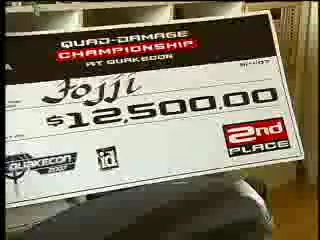 QUAD-DAMAGE
CHAMPIONSHIP
AT QUAKECON
Fojji
$12,500.00
2nd
PLACE
QUAKECON
id